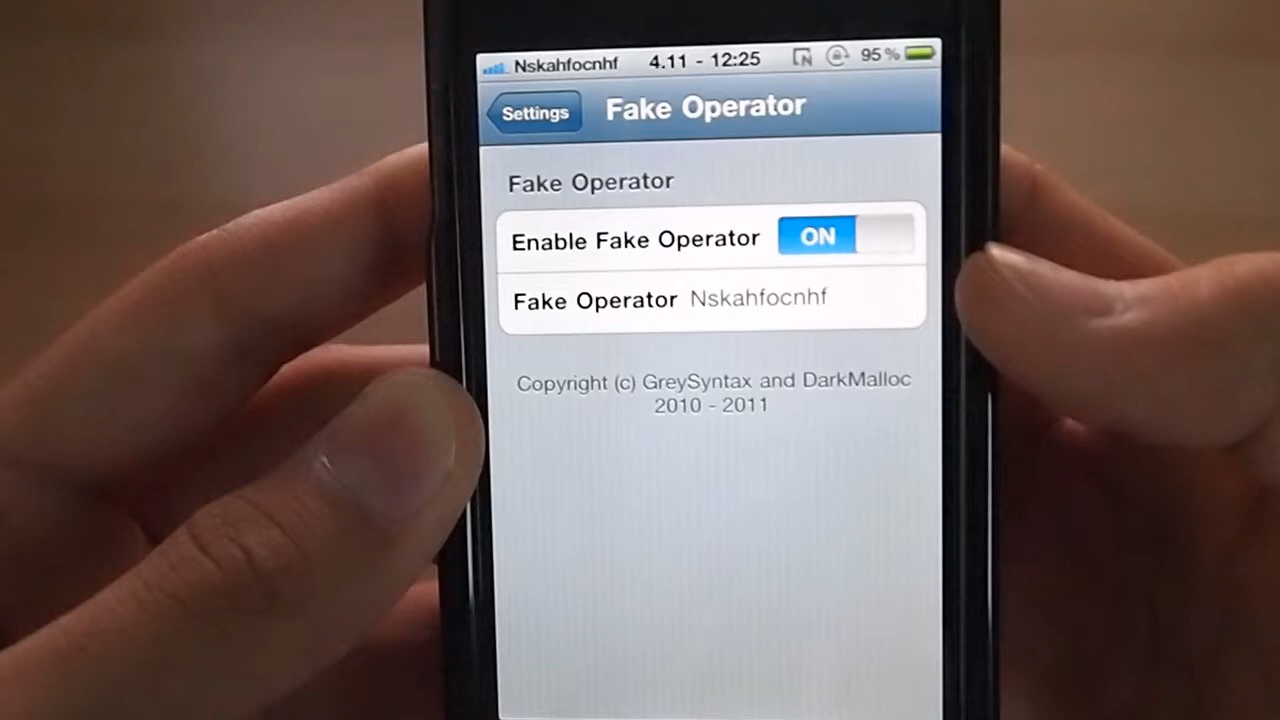 Nskahfocnhf 4.11 - 12:25 N 95%
Settings Fake Operator
Fake Operator
Enable Fake Operator ON
Fake Operator Nskahfocnhf
Copyright (c) GreySyntax and DarkMalloc
2010 - 2011